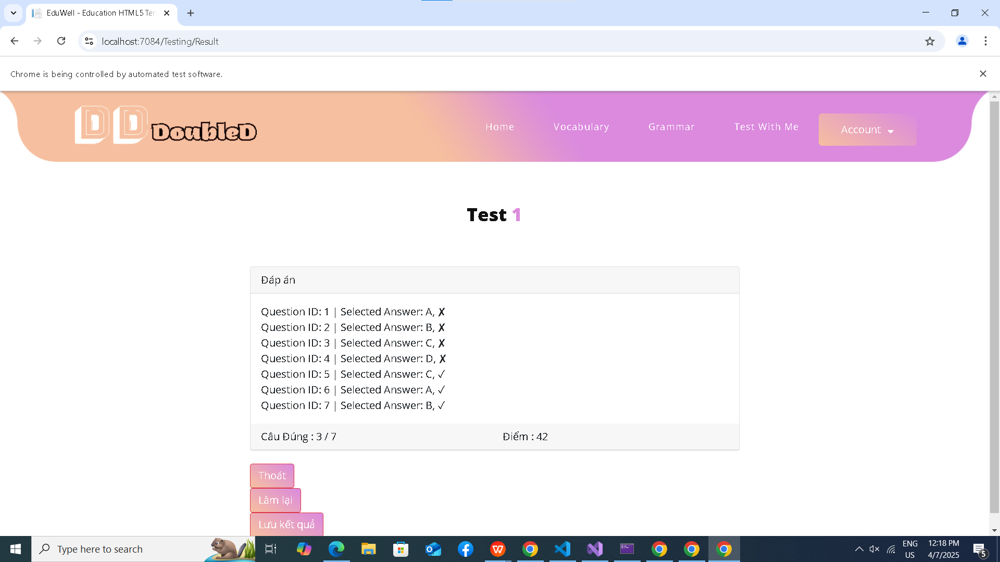 EduWell - Education HTML5 Ter
localhost:7084/Testing/Result
Chrome is being controlled by automated test software.
DD DoubleD
Home
Vocabulary
Grammar
Test With Me
Account
Test 1
Đáp án
Question ID: 1 | Selected Answer: A, ✗
Question ID: 2 | Selected Answer: B, ✗
Question ID: 3 | Selected Answer: C, ✗
Question ID: 4 | Selected Answer: D, ✗
Question ID: 5 | Selected Answer: C, ✓
Question ID: 6 | Selected Answer: A, ✓
Question ID: 7 | Selected Answer: B, ✓
Câu Đúng : 3 / 7
Điểm : 42
Thoát
Làm lại
Lưu kết quả
Type here to search
ENG
US
12:18 PM
4/7/2025
5